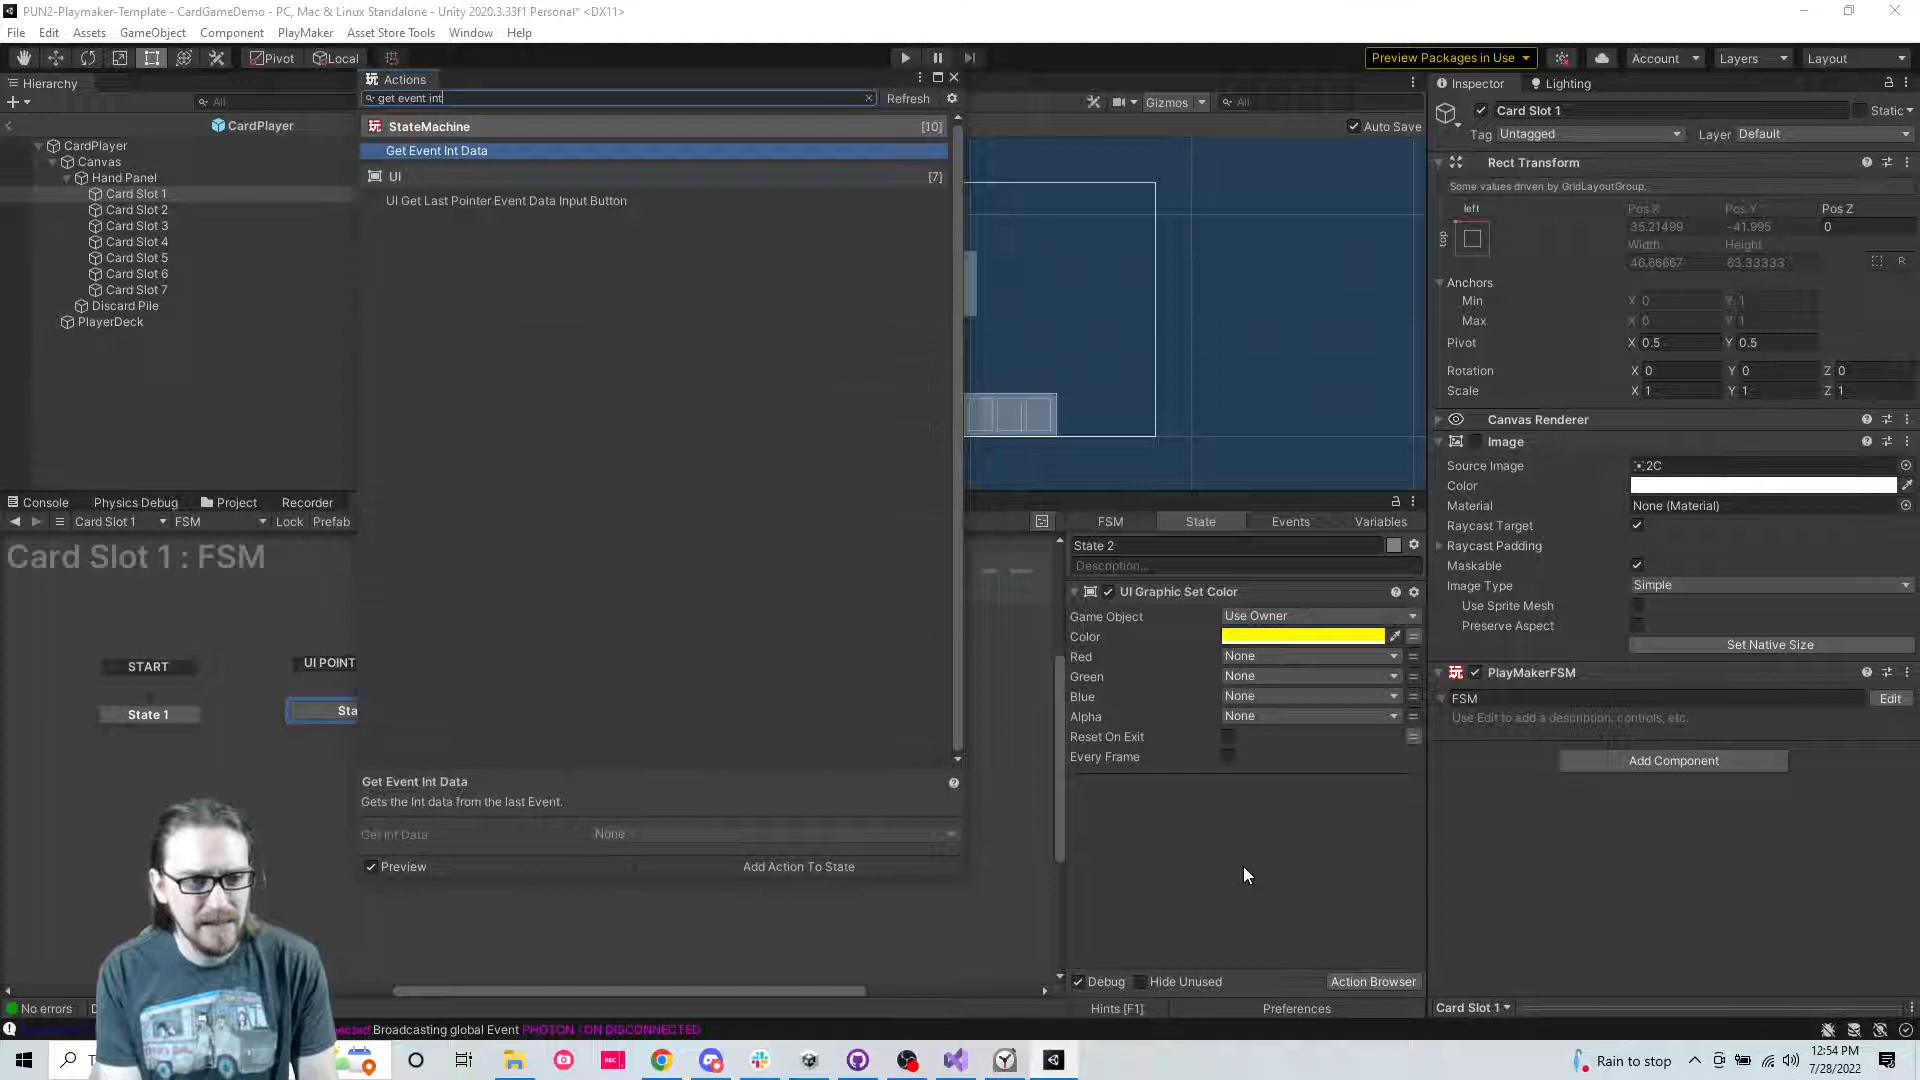 PUN2-Playmaker-Template - CardGameDemo - PC, Mac & Linux Standalone - Unity 2020.3.33f1 Personal* <DX11>
File Edit Assets GameObject Component PlayMaker Asset Store Tools Window Help
Pivot Local Preview Packages in Use Account Layers Layout
Hierarchy Actions Inspector Lighting
All get event int Refresh Gizmos All Card Slot 1 Static
CardPlayer StateMachine [10] Auto Save Tag Untagged Layer Default
CardPlayer Get Event Int Data
Canvas UI [7] Rect Transform
Hand Panel UI Get Last Pointer Event Data Input Button Some values driven by GridLayoutGroup.
Card Slot 1 left Pos X Pos Y Pos Z
Card Slot 2 top 35.21499 -41.995 0
Card Slot 3 Width Height
Card Slot 4 46.66667 63.33333 R
Card Slot 5 Anchors
Card Slot 6 Min X 0 Y 1
Card Slot 7 Max X 0 Y 1
Discard Pile Pivot X 0.5 Y 0.5
PlayerDeck Rotation X 0 Y 0 Z 0
Scale X 1 Y 1 Z 1
Canvas Renderer
Image
Source Image 2C
Color
Material None (Material)
Raycast Target
Raycast Padding
Maskable
Image Type Simple
Use Sprite Mesh
Preserve Aspect
Set Native Size
PlayMakerFSM
FSM Edit
Use Edit to add a description, controls, etc.
Add Component
Console Physics Debug Project Recorder
Card Slot 1 FSM Lock Prefab FSM State Events Variables
Card Slot 1 : FSM
State 2
Description...
UI Graphic Set Color
Game Object Use Owner
Color
Red None
Green None
Blue None
Alpha None
Reset On Exit
Every Frame
START UI POINT
State 1 Sta
Get Event Int Data
Gets the Int data from the last Event.
Get Int Data None
Preview Add Action To State
Debug Hide Unused Action Browser
No errors D Hints [F1] Preferences Card Slot 1
Broadcasting global Event PHOTON / ON DISCONNECTED
T REC Rain to stop 12:54 PM
7/28/2022